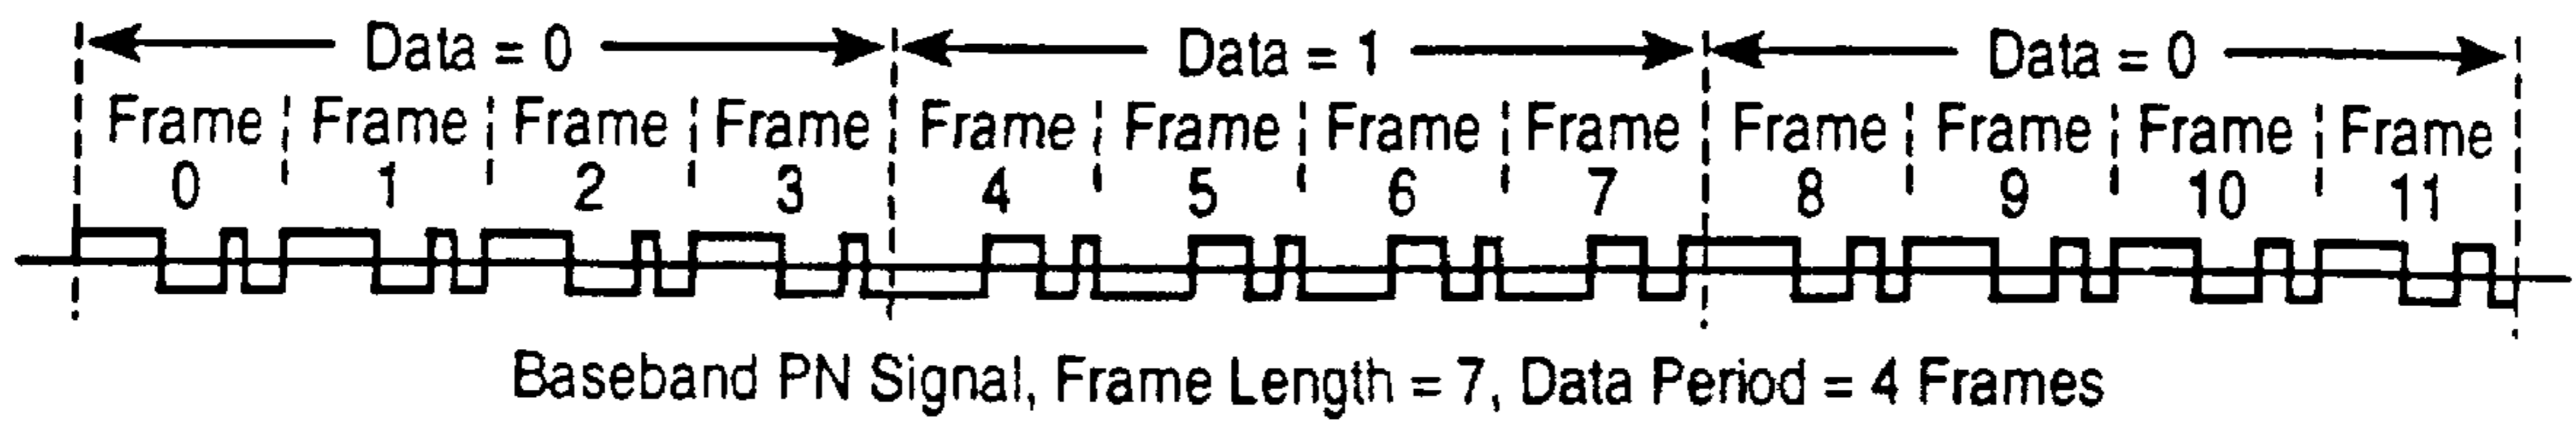 Data = 0 Data = 1 Data = 0
Frame Frame Frame Frame Frame Frame Frame Frame Frame Frame Frame Frame
0 1 2 3 4 5 6 7 8 9 10 11
Baseband PN Signal, Frame Length = 7, Data Period = 4 Frames